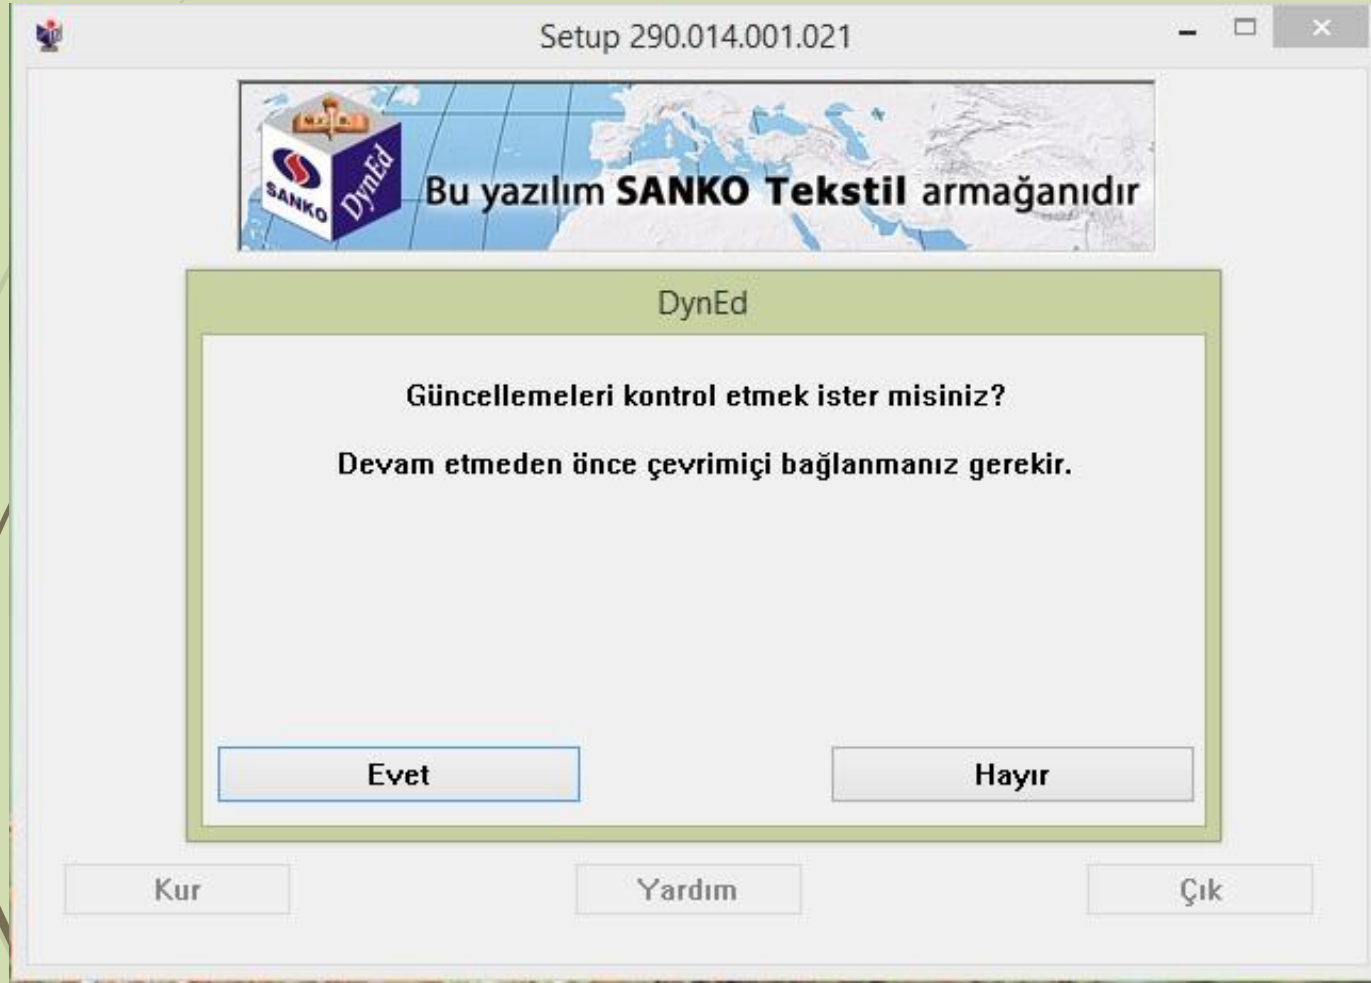 Setup 290.014.001.021
SANKO
DynEd
Bu yazılım SANKO Tekstil armağanıdır
DynEd
Güncellemeleri kontrol etmek ister misiniz?
Devam etmeden önce çevrimiçi bağlanmanız gerekir.
Evet
Hayır
Kur
Yardım
Çık